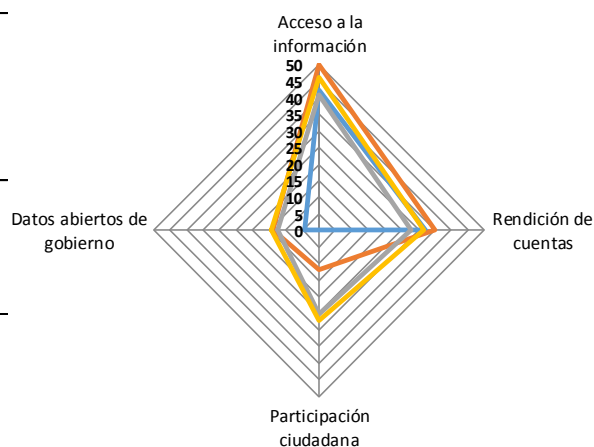 Acceso a la
información
50
45
40
35
30
25
20
15
10
5
0
Datos abiertos de
gobierno
Rendición de
cuentas
Participación
ciudadana